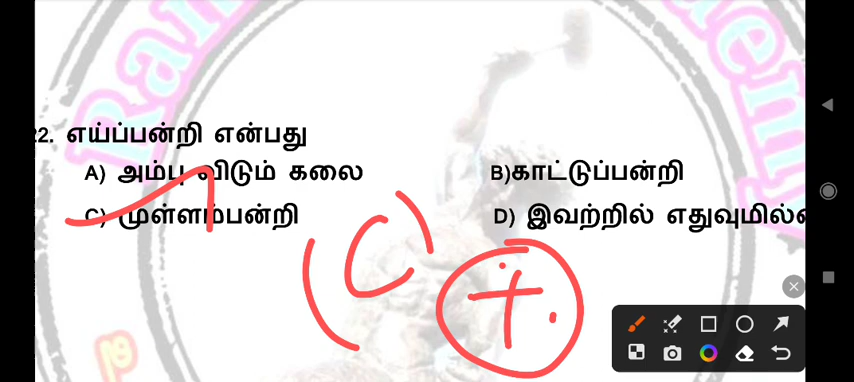 22. எய்ப்பன்றி என்பது
A) அம்பு விடும் கலை B)காட்டுப்பன்றி
C) முள்ளம்பன்றி D) இவற்றில் எதுவுமில்லை
(C)